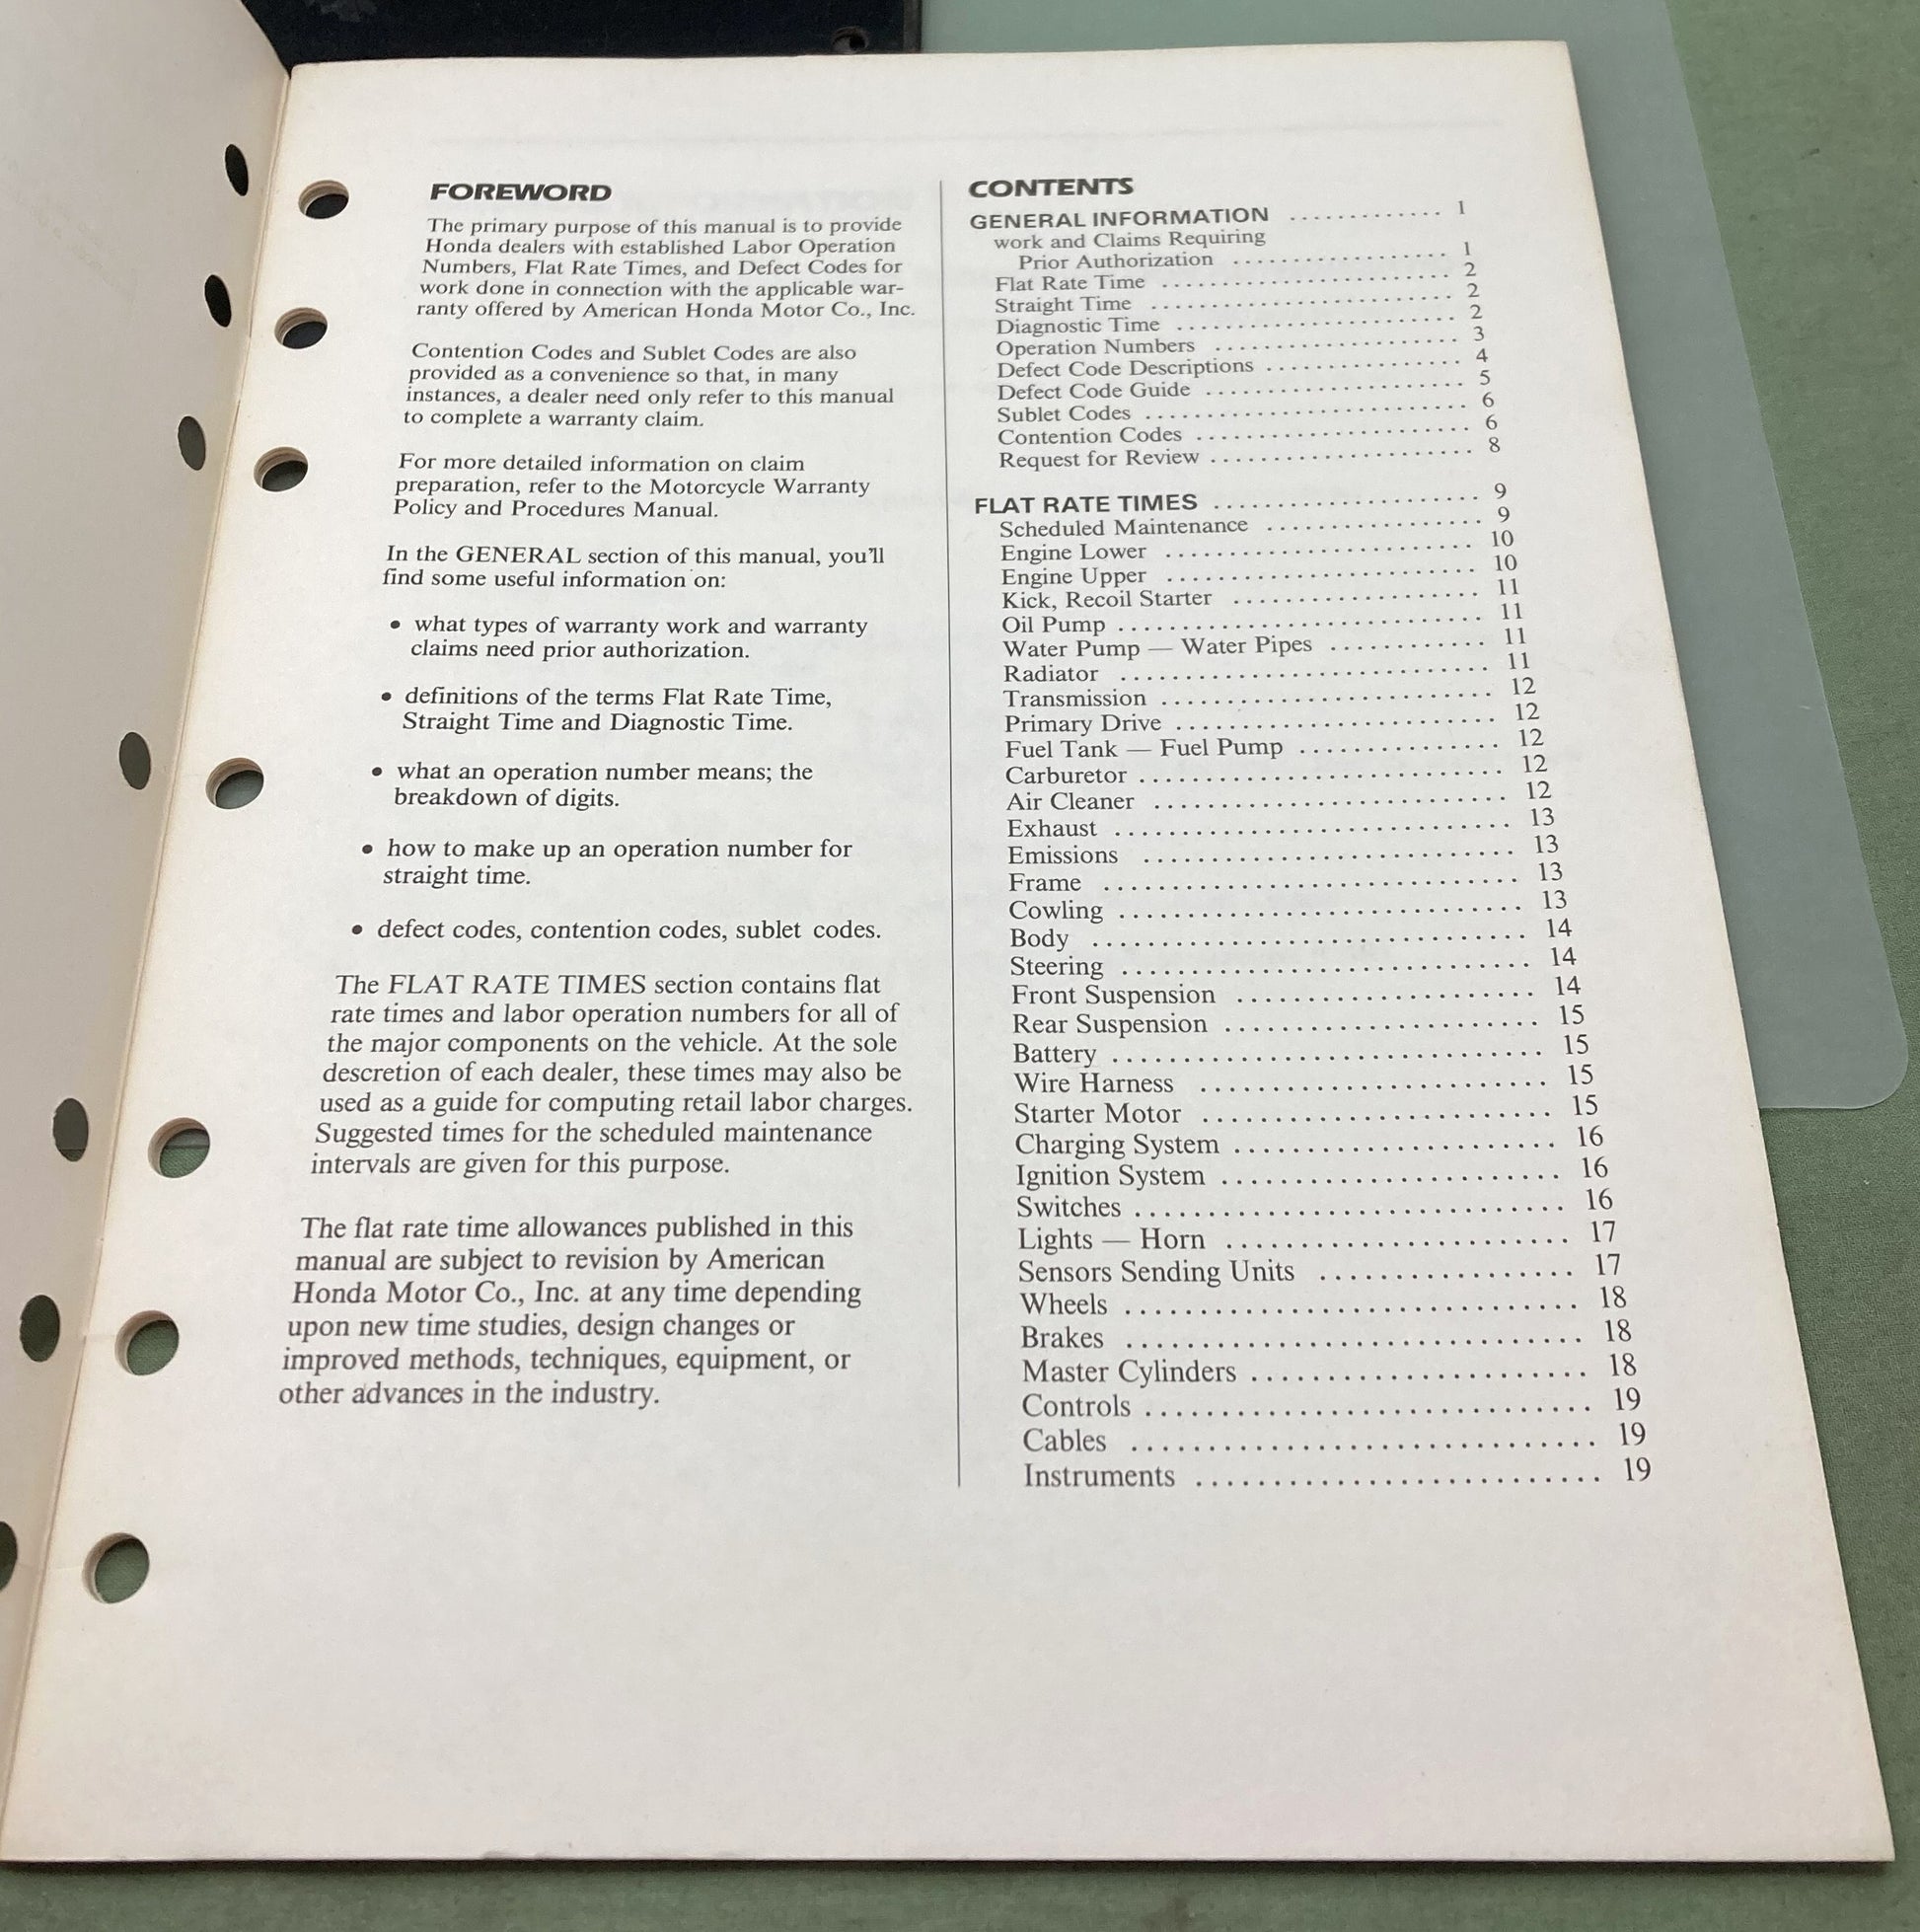 FOREWORD
The primary purpose of this manual is to provide
Honda dealers with established Labor Operation
Numbers, Flat Rate Times, and Defect Codes for
work done in connection with the applicable war-
ranty offered by American Honda Motor Co., Inc.
Contention Codes and Sublet Codes are also
provided as a convenience so that, in many
instances, a dealer need only refer to this manual
to complete a warranty claim.
For more detailed information on claim
preparation, refer to the Motorcycle Warranty
Policy and Procedures Manual.
In the GENERAL section of this manual, you'll
find some useful information on:
• what types of warranty work and warranty
claims need prior authorization.
• definitions of the terms Flat Rate Time,
Straight Time and Diagnostic Time.
• what an operation number means; the
breakdown of digits.
• how to make up an operation number for
straight time.
• defect codes, contention codes, sublet codes.
The FLAT RATE TIMES section contains flat
rate times and labor operation numbers for all of
the major components on the vehicle. At the sole
descretion of each dealer, these times may also be
used as a guide for computing retail labor charges.
Suggested times for the scheduled maintenance
intervals are given for this purpose.
The flat rate time allowances published in this
manual are subject to revision by American
Honda Motor Co., Inc. at any time depending
upon new time studies, design changes or
improved methods, techniques, equipment, or
other advances in the industry.
CONTENTS
GENERAL INFORMATION ............. 1
work and Claims Requiring
Prior Authorization .................. 1
Flat Rate Time ........................ 2
Straight Time ......................... 2
Diagnostic Time ....................... 2
Operation Numbers .................... 3
Defect Code Descriptions ................ 4
Defect Code Guide ..................... 5
Sublet Codes .......................... 6
Contention Codes ...................... 6
Request for Review ..................... 8
FLAT RATE TIMES ..................... 9
Scheduled Maintenance ................. 9
Engine Lower ......................... 10
Engine Upper ......................... 10
Kick, Recoil Starter .................... 11
Oil Pump ............................. 11
Water Pump — Water Pipes ............ 11
Radiator ............................. 11
Transmission .......................... 12
Primary Drive ......................... 12
Fuel Tank — Fuel Pump ............... 12
Carburetor ............................ 12
Air Cleaner ........................... 12
Exhaust .............................. 13
Emissions ............................ 13
Frame ............................... 13
Cowling .............................. 13
Body ................................ 14
Steering .............................. 14
Front Suspension ...................... 14
Rear Suspension ....................... 15
Battery ............................... 15
Wire Harness ......................... 15
Starter Motor ......................... 15
Charging System ....................... 16
Ignition System ........................ 16
Switches .............................. 16
Lights — Horn ........................ 17
Sensors Sending Units ................. 17
Wheels .............................. 18
Brakes ............................... 18
Master Cylinders ...................... 18
Controls .............................. 19
Cables ............................... 19
Instruments ........................... 19